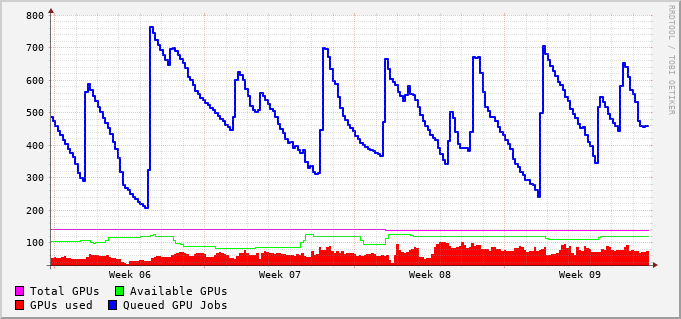 800
700
600
500
400
300
200
100
Week 06 Week 07 Week 08 Week 09
Total GPUs Available GPUs
GPUs used Queued GPU Jobs
RRDTOOL / TOBI OETIKER